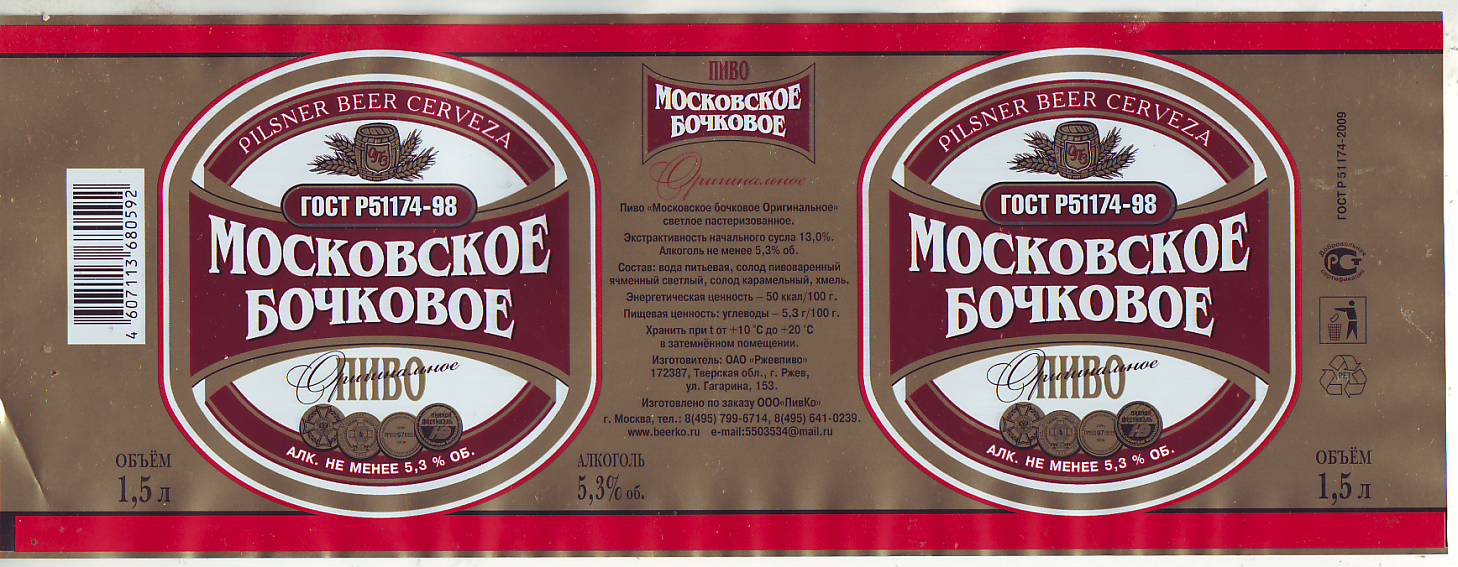 4 607113 680592
ОБЪЁМ
1,5 л
PILSNER BEER CERVEZA
ГОСТ Р51174-98
МОСКОВСКОЕ
БОЧКОВОЕ
Оригинальное
ПИВО
АЛК. НЕ МЕНЕЕ 5,3 % ОБ.
ПИВО
МОСКОВСКОЕ
БОЧКОВОЕ
Оригинальное
Пиво «Московское бочковое Оригинальное»
светлое пастеризованное.
Экстрактивность начального сусла 13,0%.
Алкоголь не менее 5,3% об.
Состав: вода питьевая, солод пивоваренный
ячменный светлый, солод карамельный, хмель.
Энергетическая ценность – 50 ккал/100 г.
Пищевая ценность: углеводы – 5,3 г/100 г.
Хранить при t от +10 °С до +20 °С
в затемнённом помещении.
Изготовитель: ОАО «Ржевпиво»
172387, Тверская обл., г. Ржев,
ул. Гагарина, 153.
Изготовлено по заказу ООО«ПивКо»
г. Москва, тел.: 8(495) 799-6714, 8(495) 641-0239.
www.beerko.ru e-mail:5503534@mail.ru
АЛКОГОЛЬ
5,3% об.
PILSNER BEER CERVEZA
ГОСТ Р51174-98
МОСКОВСКОЕ
БОЧКОВОЕ
Оригинальное
ПИВО
АЛК. НЕ МЕНЕЕ 5,3 % ОБ.
ГОСТ Р 51174-2009
Добровольная
сертификация
PET
ОБЪЁМ
1,5 л